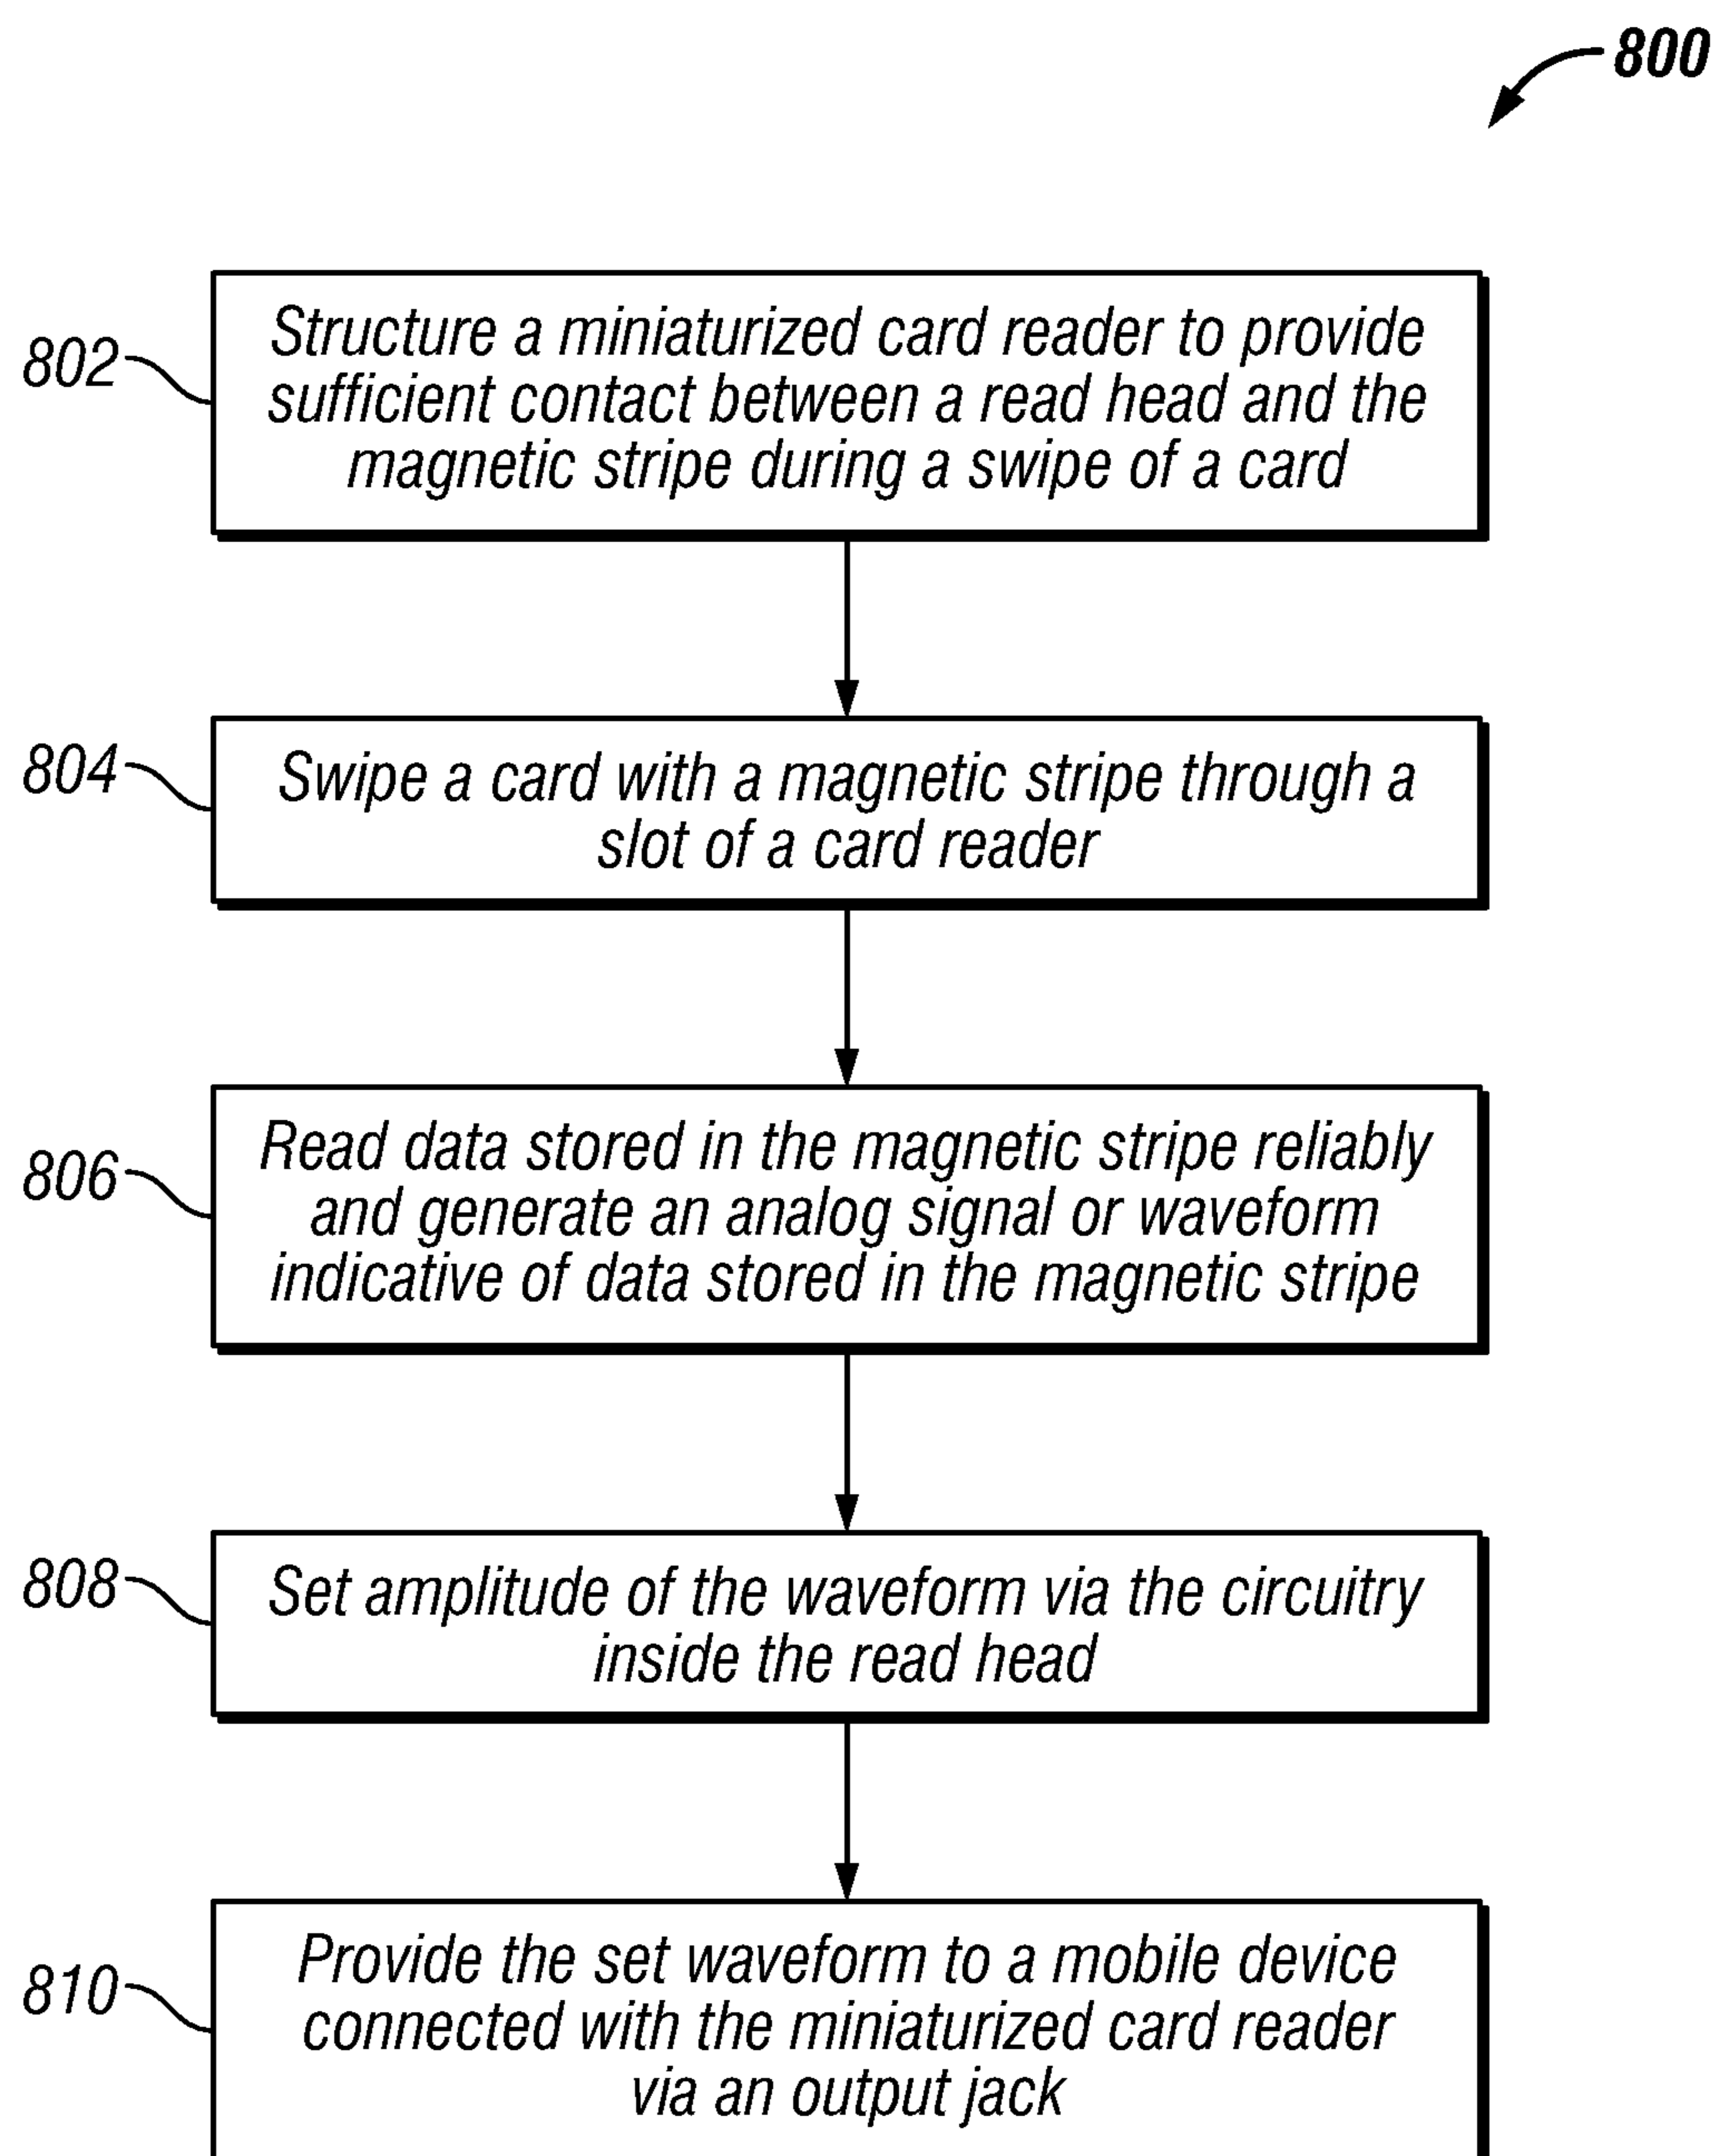 800
802
Structure a miniaturized card reader to provide
sufficient contact between a read head and the
magnetic stripe during a swipe of a card
804
Swipe a card with a magnetic stripe through a
slot of a card reader
806
Read data stored in the magnetic stripe reliably
and generate an analog signal or waveform
indicative of data stored in the magnetic stripe
808
Set amplitude of the waveform via the circuitry
inside the read head
810
Provide the set waveform to a mobile device
connected with the miniaturized card reader
via an output jack